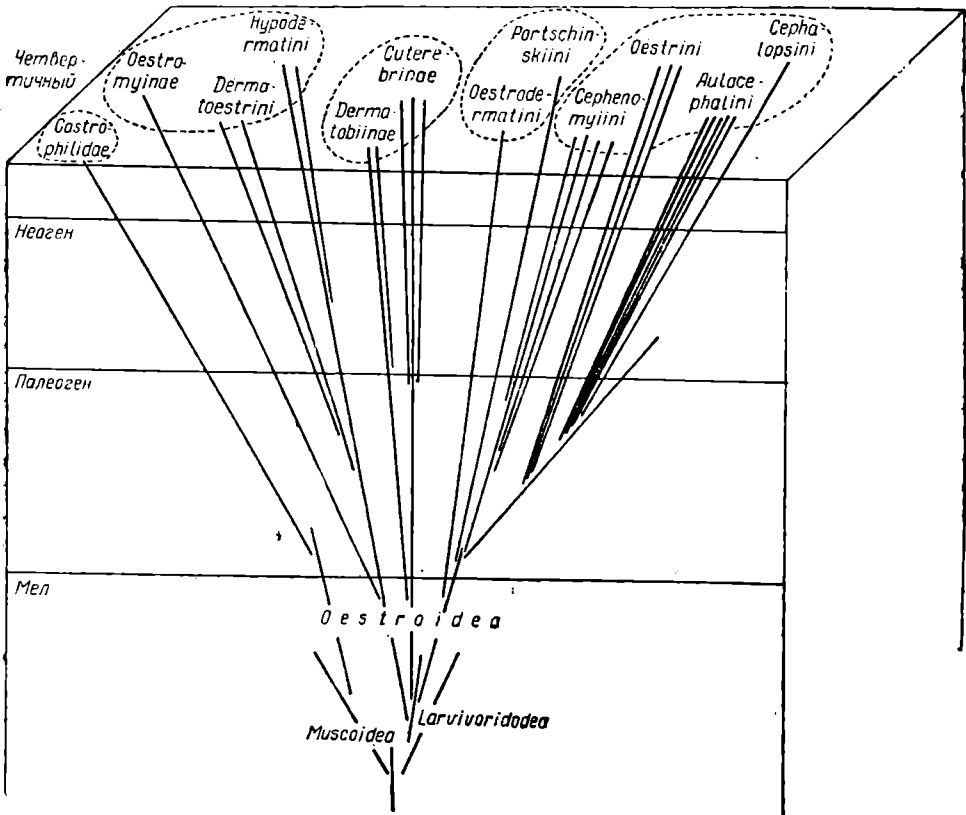 Четвер-
тичный
Gastro-
philidae
Oestro-
myinae
Derma-
toestrini
Hypode-
rmatini
Derma-
tobiinae
Cutere-
brinae
Oestrode-
rmatini
Portschin-
skiini
Cepheno-
myiini
Oestrini
Aulace-
phalini
Cepha-
lopsini
Неоген
Палеоген
Мел
Oestroidea
Muscoidea
Larvivoridodea